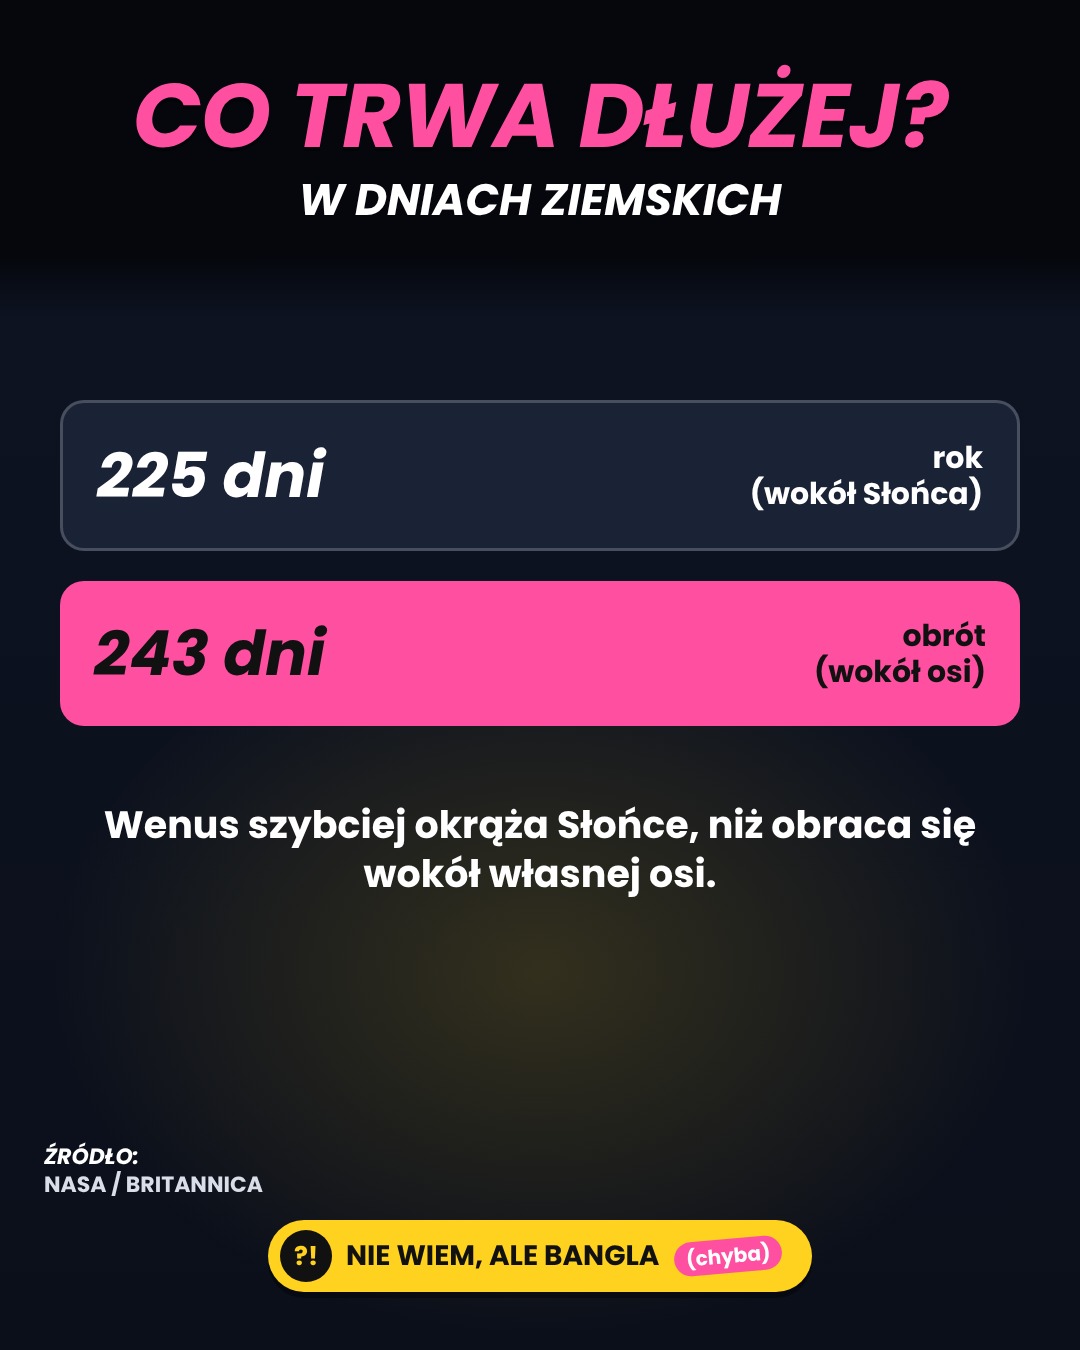 CO TRWA DŁUŻEJ?
W DNIACH ZIEMSKICH
225 dni
rok
(wokół Słońca)
243 dni
obrót
(wokół osi)
Wenus szybciej okrąża Słońce, niż obraca się
wokół własnej osi.
ŹRÓDŁO:
NASA / BRITANNICA
?! NIE WIEM, ALE BANGLA (chyba)